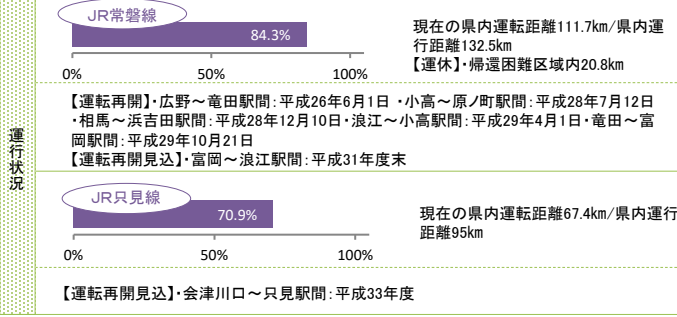 運行状況
JR常磐線
84.3%
0%
50%
100%
現在の県内運転距離111.7km/県内運
行距離132.5km
【運休】・帰還困難区域内20.8km
【運転再開】・広野～竜田駅間：平成26年6月1日 ・小高～原ノ町駅間：平成28年7月12日
・相馬～浜吉田駅間：平成28年12月10日・浪江～小高駅間：平成29年4月1日・竜田～富
岡駅間：平成29年10月21日
【運転再開見込】・富岡～浪江駅間：平成31年度末
JR只見線
70.9%
0%
50%
100%
現在の県内運転距離67.4km/県内運行
距離95km
【運転再開見込】・会津川口～只見駅間：平成33年度